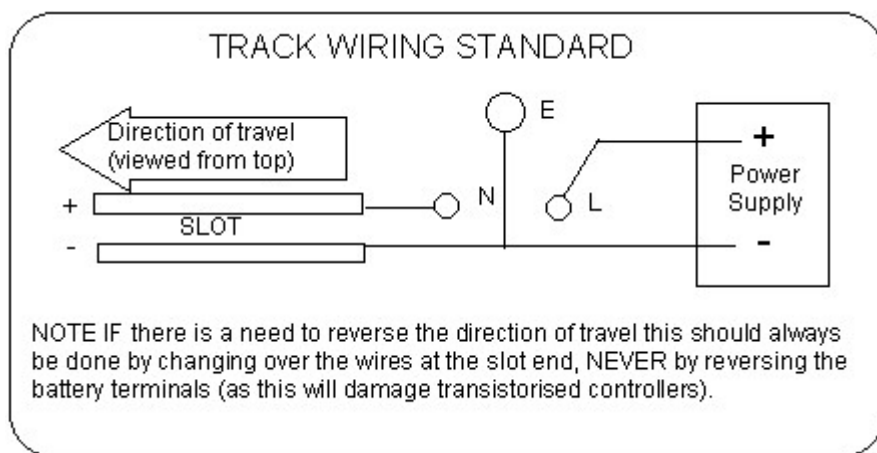 TRACK WIRING STANDARD
Direction of travel
(viewed from top)
E
+
Power
Supply
-
N
L
+
SLOT
-
NOTE IF there is a need to reverse the direction of travel this should always
be done by changing over the wires at the slot end, NEVER by reversing the
battery terminals (as this will damage transistorised controllers).